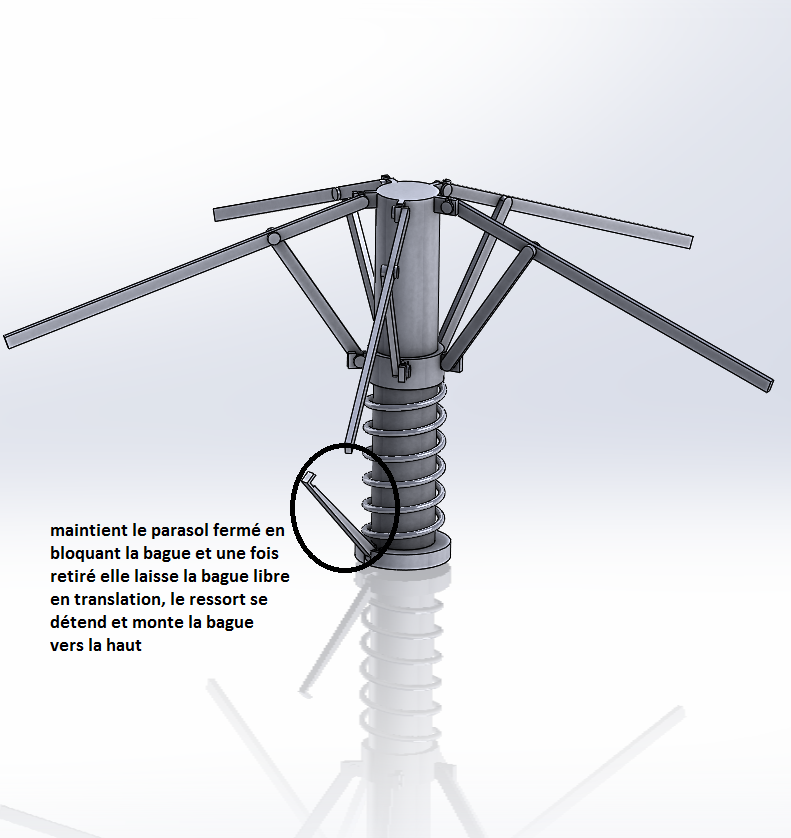 maintient le parasol fermé en
bloquant la bague et une fois
retiré elle laisse la bague libre
en translation, le ressort se
détend et monte la bague
vers la haut